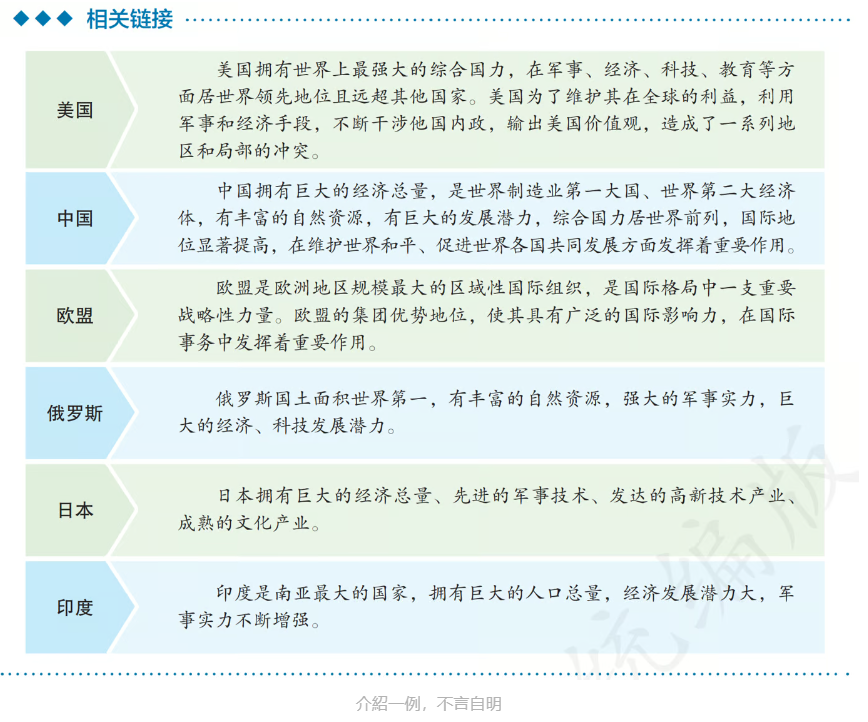 相关链接
美国
美国拥有世界上最强大的综合国力，在军事、经济、科技、教育等方
面居世界领先地位且远超其他国家。美国为了维护其在全球的利益，利用
军事和经济手段，不断干涉他国内政，输出美国价值观，造成了一系列地
区和局部的冲突。
中国
中国拥有巨大的经济总量，是世界制造业第一大国、世界第二大经济
体，有丰富的自然资源，有巨大的发展潜力，综合国力居世界前列，国际地
位显著提高，在维护世界和平、促进世界各国共同发展方面发挥着重要作用。
欧盟
欧盟是欧洲地区规模最大的区域性国际组织，是国际格局中一支重要
战略性力量。欧盟的集团优势地位，使其具有广泛的国际影响力，在国际
事务中发挥着重要作用。
俄罗斯
俄罗斯国土面积世界第一，有丰富的自然资源，强大的军事实力，巨
大的经济、科技发展潜力。
日本
日本拥有巨大的经济总量、先进的军事技术、发达的高新技术产业、
成熟的文化产业。
印度
印度是南亚最大的国家，拥有巨大的人口总量，经济发展潜力大，军
事实力不断增强。
统编版
介紹一例，不言自明